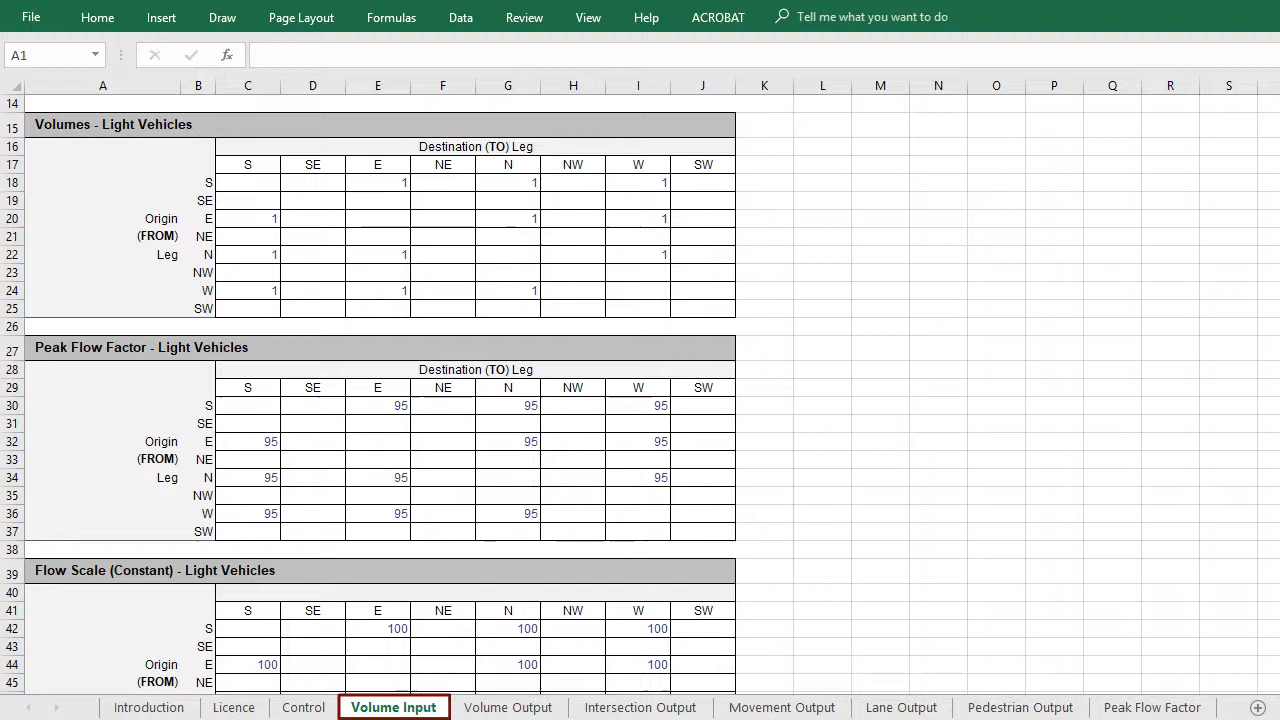 File Home Insert Draw Page Layout Formulas Data Review View Help ACROBAT Tell me what you want to do
A1 fx
A B C D E F G H I J K L M N O P Q R S
14
15 Volumes - Light Vehicles
16 Destination (TO) Leg
17 S SE E NE N NW W SW
18 S 1 1 1
19 SE
20 Origin E 1 1 1
21 (FROM) NE
22 Leg N 1 1 1
23 NW
24 W 1 1 1
25 SW
26
27 Peak Flow Factor - Light Vehicles
28 Destination (TO) Leg
29 S SE E NE N NW W SW
30 S 95 95 95
31 SE
32 Origin E 95 95 95
33 (FROM) NE
34 Leg N 95 95 95
35 NW
36 W 95 95 95
37 SW
38
39 Flow Scale (Constant) - Light Vehicles
40
41 S SE E NE N NW W SW
42 S 100 100 100
43 SE
44 Origin E 100 100 100
45 (FROM) NE
Introduction Licence Control Volume Input Volume Output Intersection Output Movement Output Lane Output Pedestrian Output Peak Flow Factor